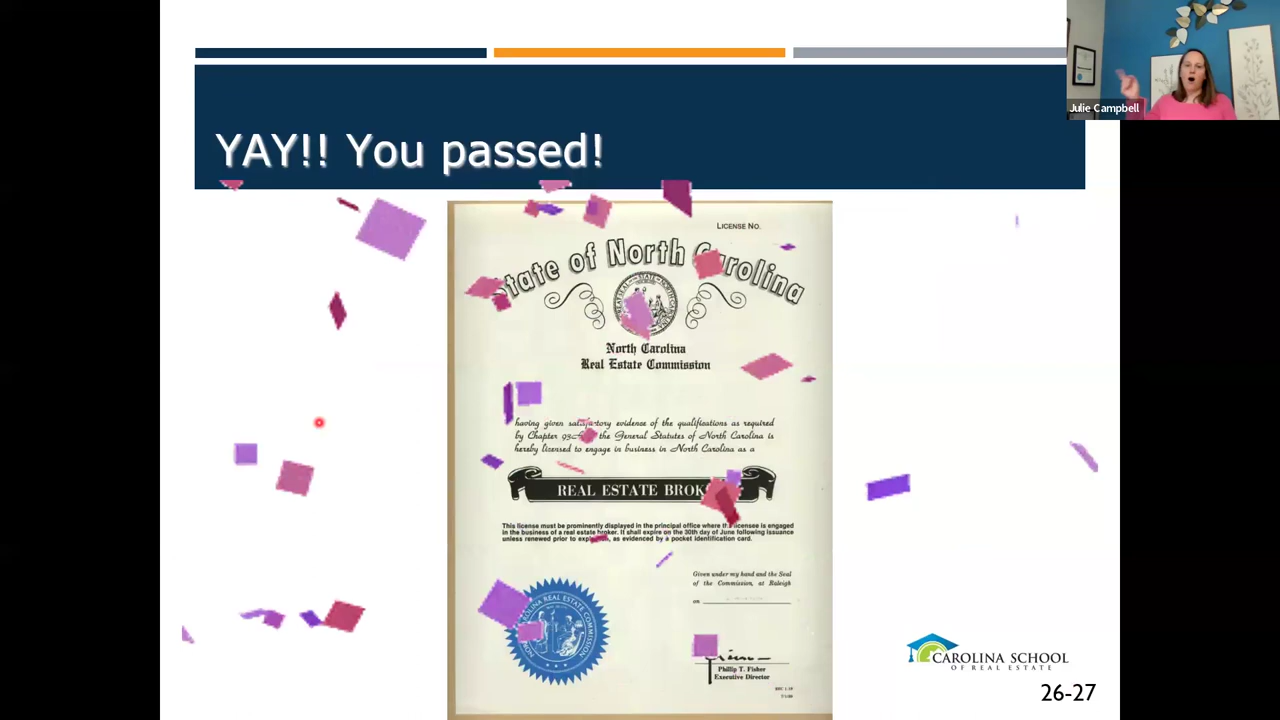 Julie Campbell
YAY!! You passed!
LICENSE NO.
State of North Carolina
North Carolina
Real Estate Commission
having given satisfactory evidence of the qualifications as required
by Chapter 93 the General Statutes of North Carolina is
hereby licensed to engage in business in North Carolina as a
REAL ESTATE BROK
This license must be prominently displayed in the principal office where the licensee is engaged
in the business of a real estate broker. It shall expire on the 30th day of June following issuance
unless renewed prior to expiration, as evidenced by a pocket identification card.
Given under my hand and the Seal
of the Commission, at Raleigh
on
Phillip T. Fisher
Executive Director
CAROLINA SCHOOL
OF REAL ESTATE
26-27